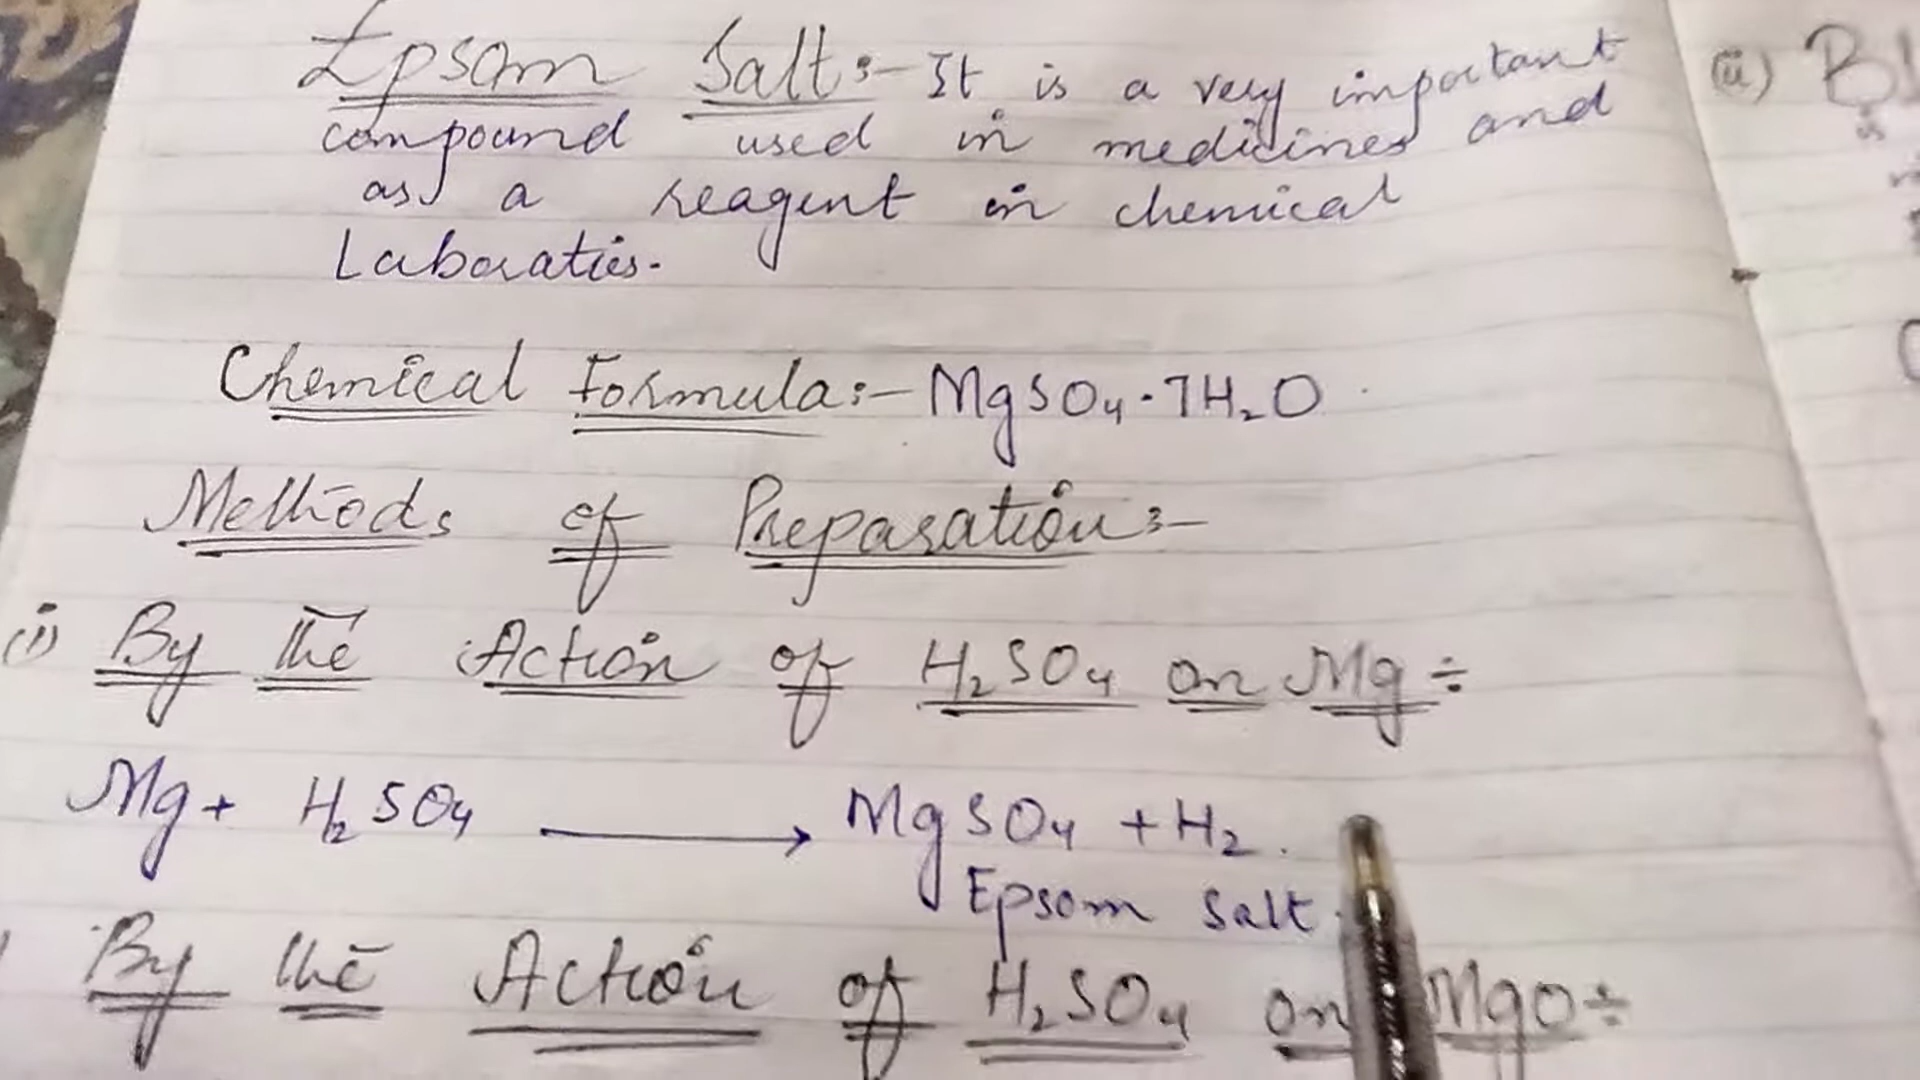 Epsom Salt:- It is a very important
compound used in medicines and
as a reagent in chemical
Laboraties.
Chemical Formula:- MgSO₄·7H₂O
Methods of Preparation:-
(i) By the Action of H₂SO₄ on Mg÷
Mg + H₂SO₄ ⟶ MgSO₄ + H₂.
Epsom Salt.
By the Action of H₂SO₄ on MgO÷
(ii)